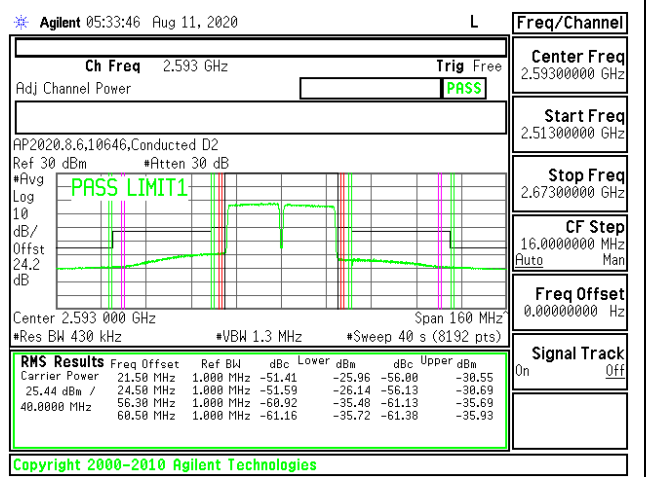 Agilent 05:33:46 Aug 11, 2020 L
Freq/Channel
Ch Freq 2.593 GHz Trig Free
Adj Channel Power PASS
AP2020.8.6,10646,Conducted D2
Ref 30 dBm #Atten 30 dB
#Avg
Log
10
dB/
Offst
24.2
dB
PASS LIMIT1
Center 2.593 000 GHz Span 160 MHz^
#Res BW 430 kHz #VBW 1.3 MHz #Sweep 40 s (8192 pts)
RMS Results Freq Offset Ref BW dBc Lower dBm dBc Upper dBm
Carrier Power 21.50 MHz 1.000 MHz -51.41 -25.96 -56.00 -30.55
25.44 dBm / 24.50 MHz 1.000 MHz -51.59 -26.14 -56.13 -30.69
40.0000 MHz 56.30 MHz 1.000 MHz -60.92 -35.48 -61.13 -35.69
60.50 MHz 1.000 MHz -61.16 -35.72 -61.38 -35.93
Copyright 2000-2010 Agilent Technologies
Center Freq
2.59300000 GHz
Start Freq
2.51300000 GHz
Stop Freq
2.67300000 GHz
CF Step
16.0000000 MHz
Auto Man
Freq Offset
0.00000000 Hz
Signal Track
On Off